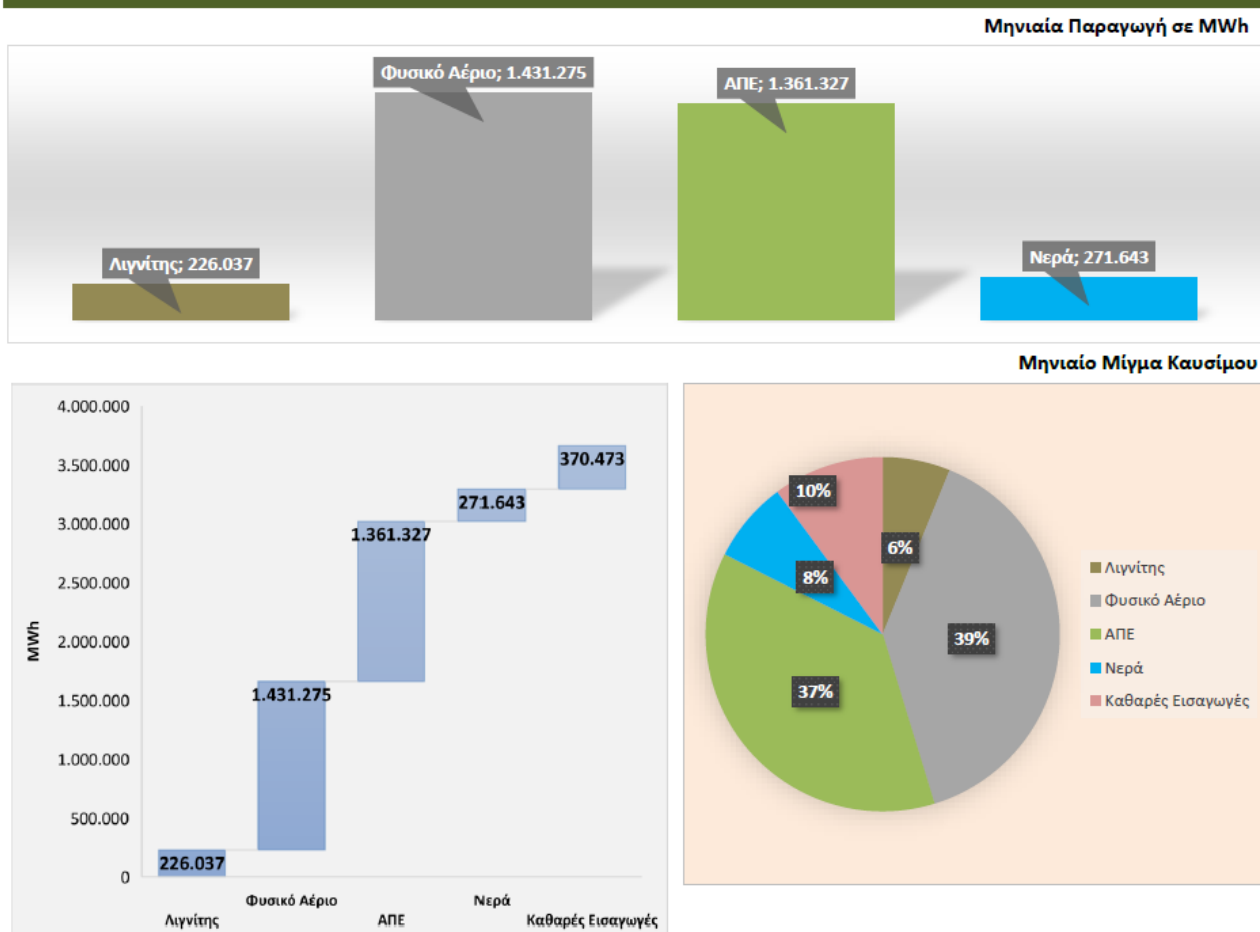 Μηνιαία Παραγωγή σε MWh
Φυσικό Αέριο; 1.431.275
ΑΠΕ; 1.361.327
Λιγνίτης; 226.037
Νερά; 271.643
Μηνιαίο Μίγμα Καυσίμου
4.000.000
3.500.000
3.000.000
2.500.000
2.000.000
1.500.000
1.000.000
500.000
0
MWh
370.473
271.643
1.361.327
1.431.275
226.037
Λιγνίτης
Φυσικό Αέριο
ΑΠΕ
Νερά
Καθαρές Εισαγωγές
10%
6%
8%
39%
37%
Λιγνίτης
Φυσικό Αέριο
ΑΠΕ
Νερά
Καθαρές Εισαγωγές